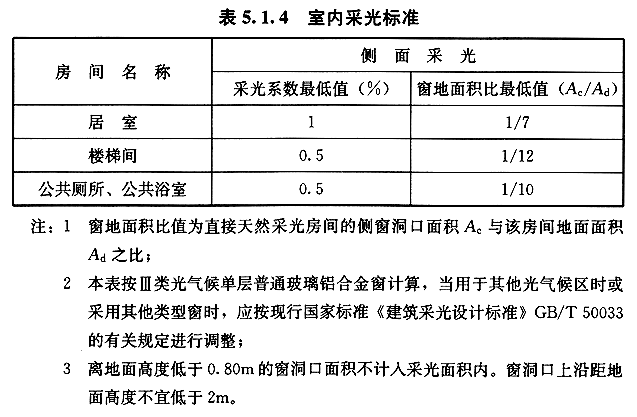 表 5.1.4 室内采光标准
房间名称
侧面采光
采光系数最低值（%） 窗地面积比最低值（Ac/Ad）
居室 1 1/7
楼梯间 0.5 1/12
公共厕所、公共浴室 0.5 1/10
注：1 窗地面积比值为直接天然采光房间的侧窗洞口面积 Ac 与该房间地面面积
Ad 之比；
2 本表按Ⅲ类光气候单层普通玻璃铝合金窗计算，当用于其他光气候区时或
采用其他类型窗时，应按现行国家标准《建筑采光设计标准》GB/T 50033
的有关规定进行调整；
3 离地面高度低于 0.80m 的窗洞口面积不计入采光面积内。窗洞口上沿距地
面高度不宜低于 2m。